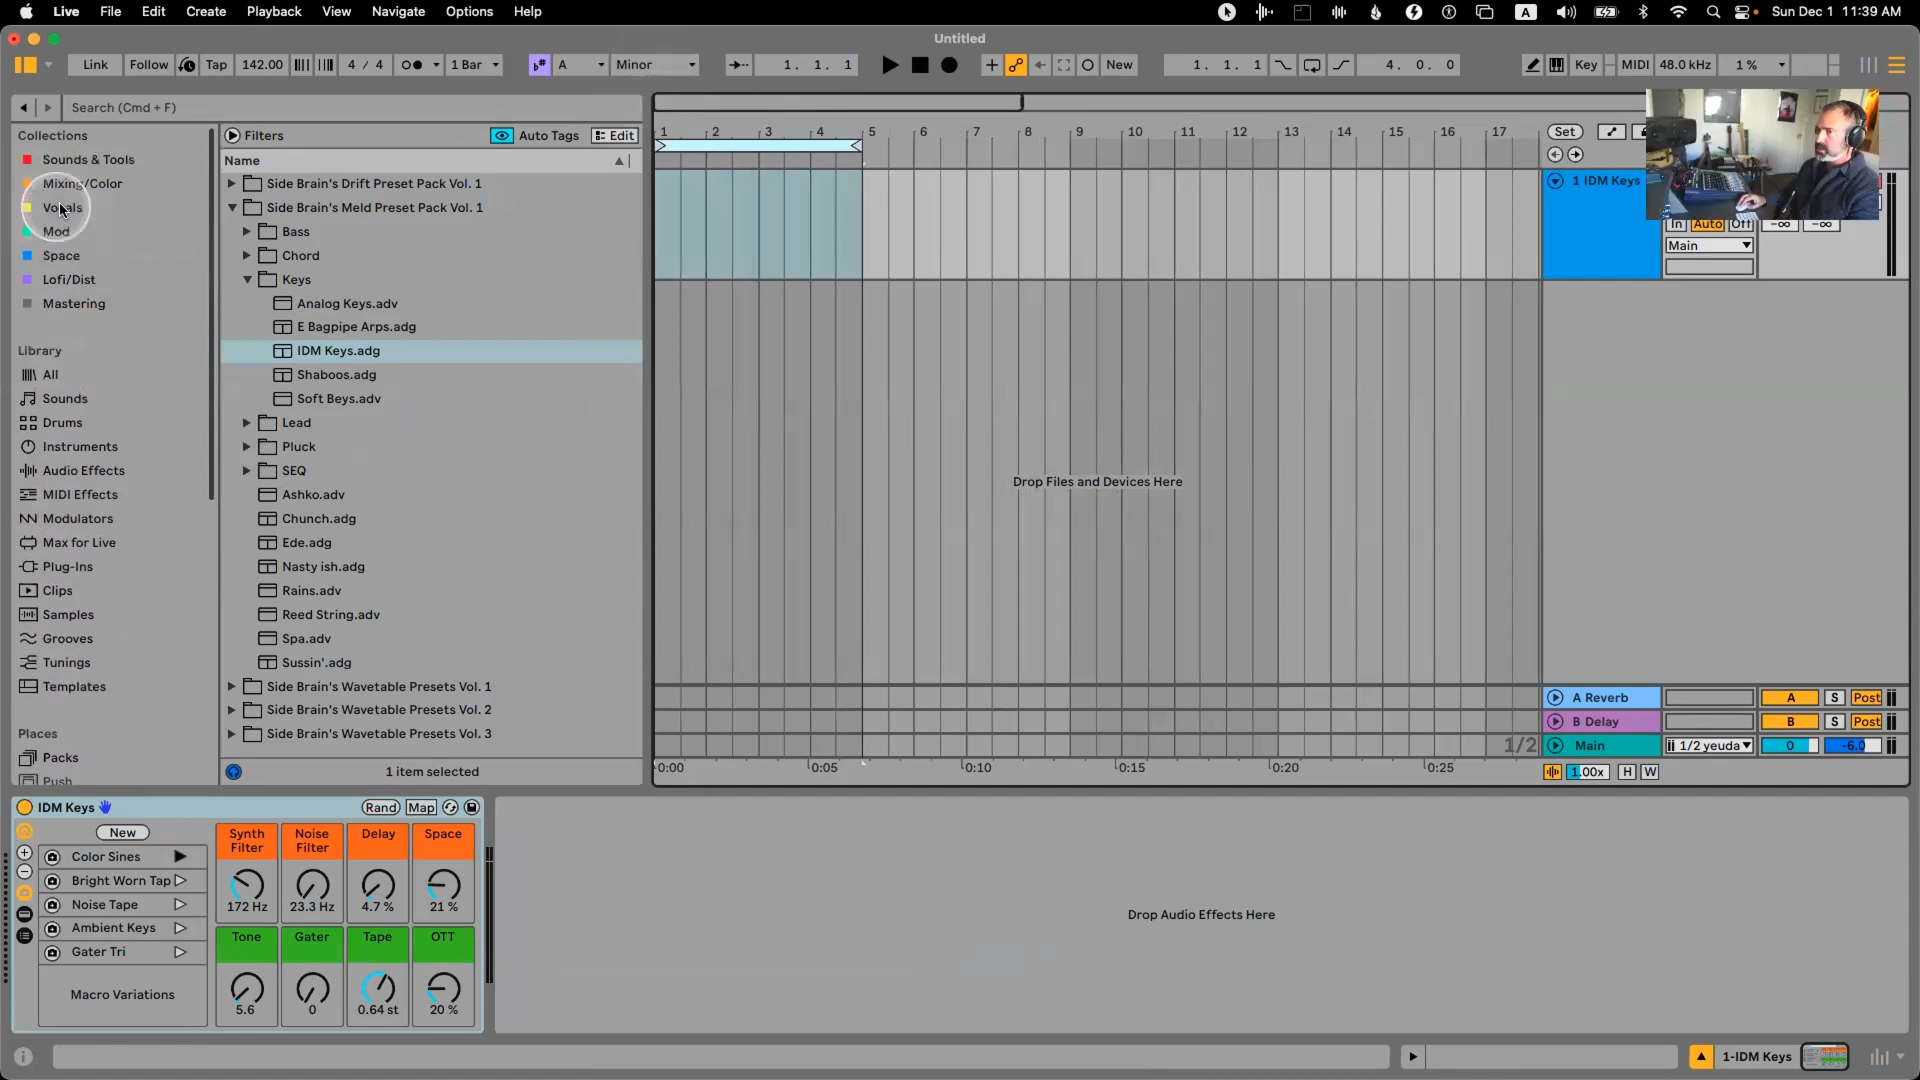 Live File Edit Create Playback View Navigate Options Help A Sun Dec 1 11:39 AM
Untitled
Link Follow Tap 142.00 4 / 4 1 Bar A Minor 1. 1. 1 New 1. 1. 1 4. 0. 0 Key MIDI 48.0 kHz 1 %
Search (Cmd + F)
Collections
Sounds & Tools
Mixing/Color
Vocals
Mod
Space
Lofi/Dist
Mastering
Library
All
Sounds
Drums
Instruments
Audio Effects
MIDI Effects
Modulators
Max for Live
Plug-Ins
Clips
Samples
Grooves
Tunings
Templates
Places
Packs
Push
Filters Auto Tags Edit
Name
Side Brain's Drift Preset Pack Vol. 1
Side Brain's Meld Preset Pack Vol. 1
Bass
Chord
Keys
Analog Keys.adv
E Bagpipe Arps.adg
IDM Keys.adg
Shaboos.adg
Soft Beys.adv
Lead
Pluck
SEQ
Ashko.adv
Chunch.adg
Ede.adg
Nasty ish.adg
Rains.adv
Reed String.adv
Spa.adv
Sussin'.adg
Side Brain's Wavetable Presets Vol. 1
Side Brain's Wavetable Presets Vol. 2
Side Brain's Wavetable Presets Vol. 3
1 item selected
1 2 3 4 5 6 7 8 9 10 11 12 13 14 15 16 17
Set
1 IDM Keys
In Auto Off -∞ -∞
Main
Drop Files and Devices Here
A Reverb A S Post
B Delay B S Post
1/2 Main 1/2 yeuda 0 -6.0
0:00 0:05 0:10 0:15 0:20 0:25 1.00x H W
IDM Keys Rand Map
New
Color Sines
Bright Worn Tap
Noise Tape
Ambient Keys
Gater Tri
Macro Variations
Synth Filter Noise Filter Delay Space
172 Hz 23.3 Hz 4.7 % 21 %
Tone Gater Tape OTT
5.6 0 0.64 st 20 %
Drop Audio Effects Here
1-IDM Keys